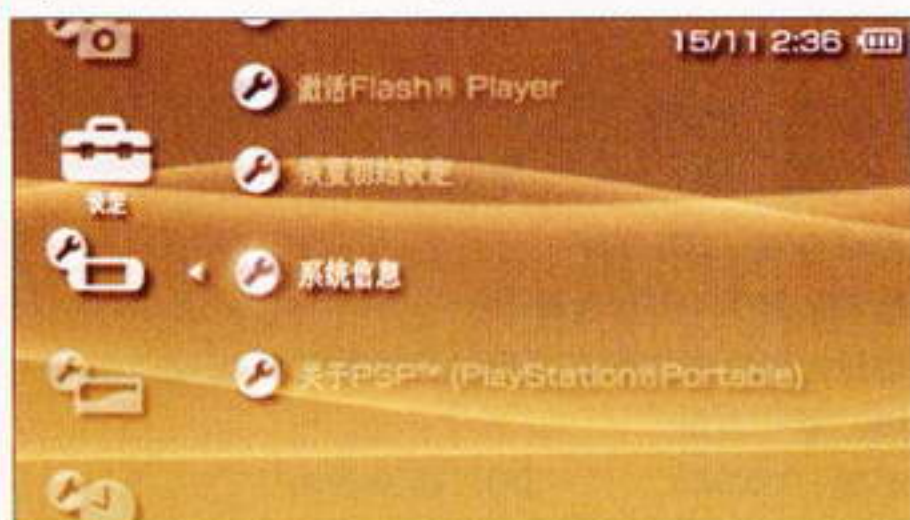 15/11 2:36
激活Flash® Player
恢复初始设定
设定
系统信息
关于PSP™ (PlayStation®Portable)